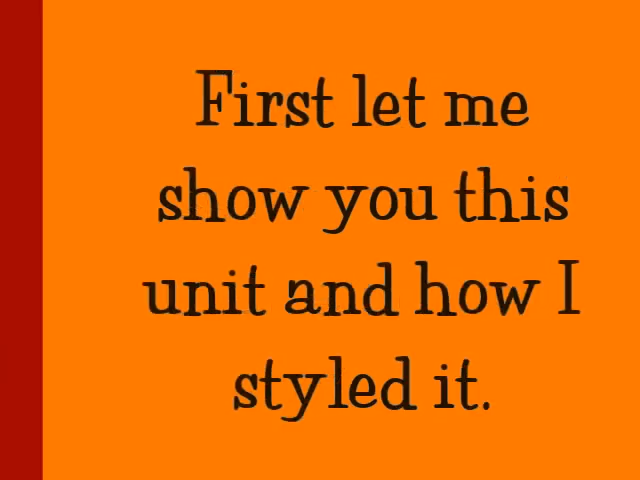 First let me
show you this
unit and how I
styled it.